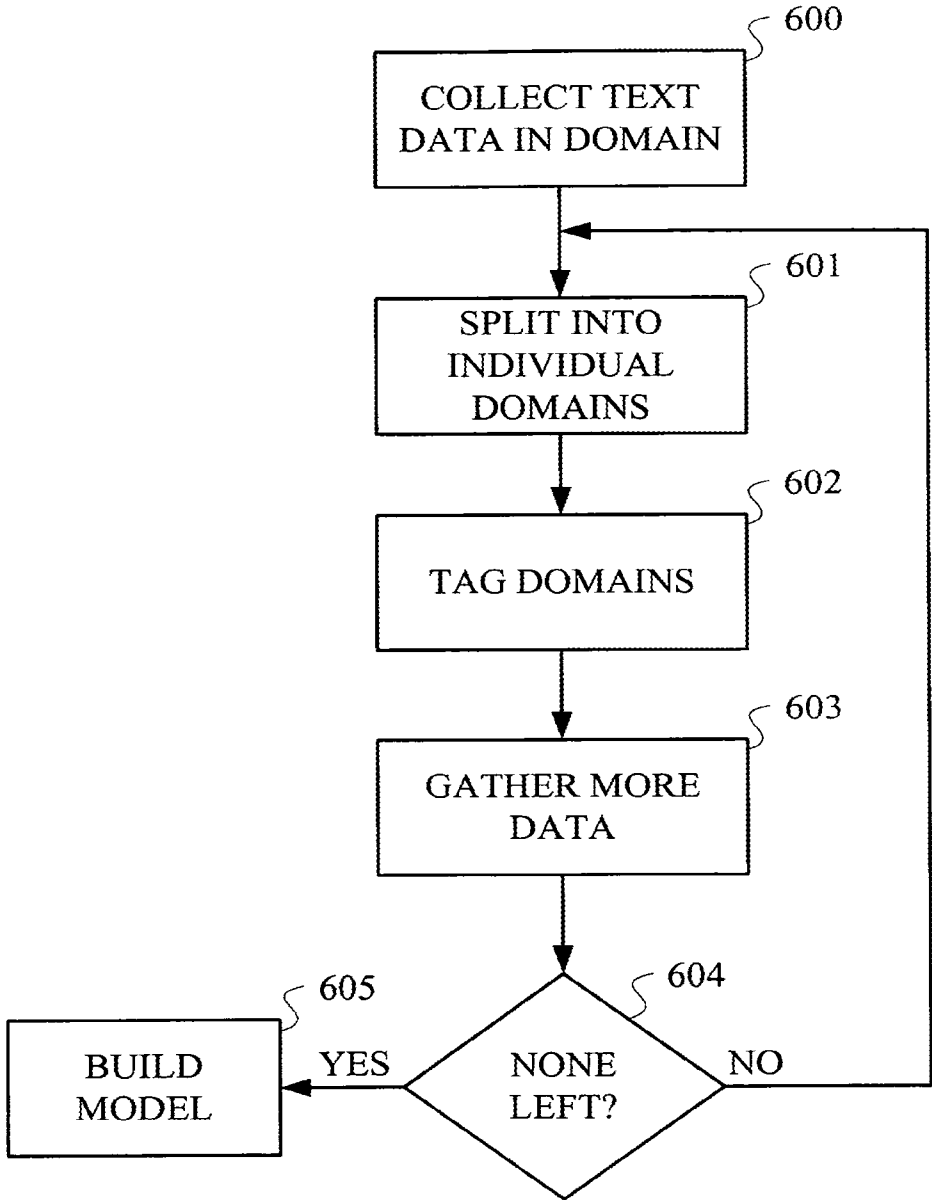 600
COLLECT TEXT
DATA IN DOMAIN
601
SPLIT INTO
INDIVIDUAL
DOMAINS
602
TAG DOMAINS
603
GATHER MORE
DATA
604
NONE
LEFT?
YES
NO
605
BUILD
MODEL